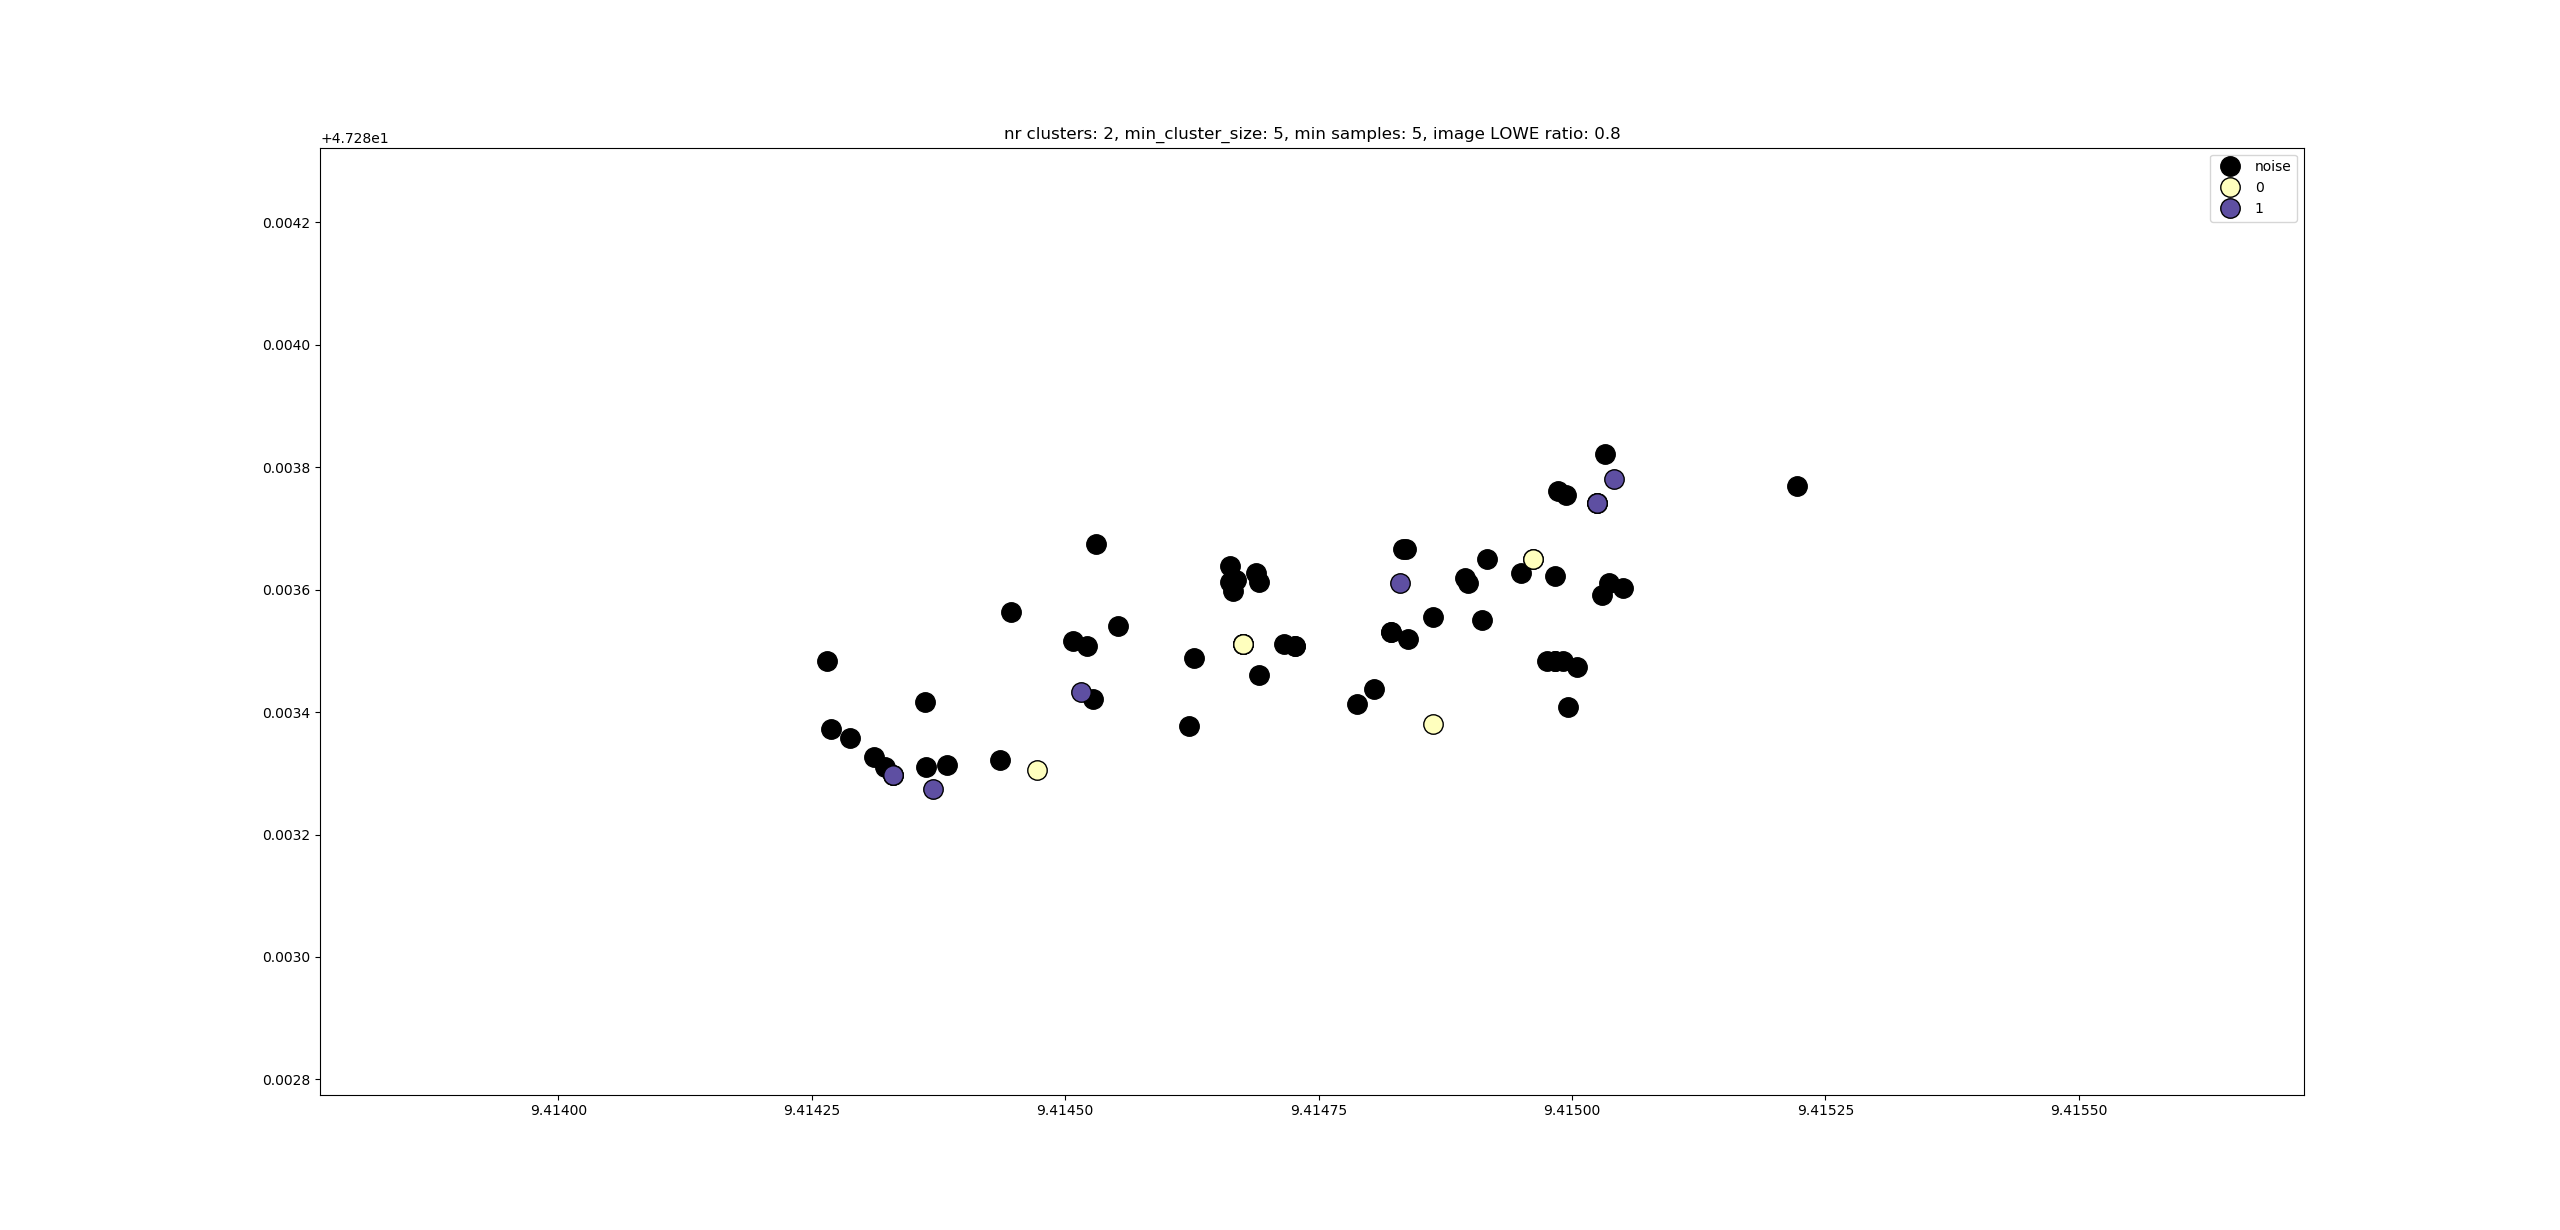 nr clusters: 2, min_cluster_size: 5, min samples: 5, image LOWE ratio: 0.8
+4.728e1
noise
0
1
0.0042
0.0040
0.0038
0.0036
0.0034
0.0032
0.0030
0.0028
9.41400 9.41425 9.41450 9.41475 9.41500 9.41525 9.41550